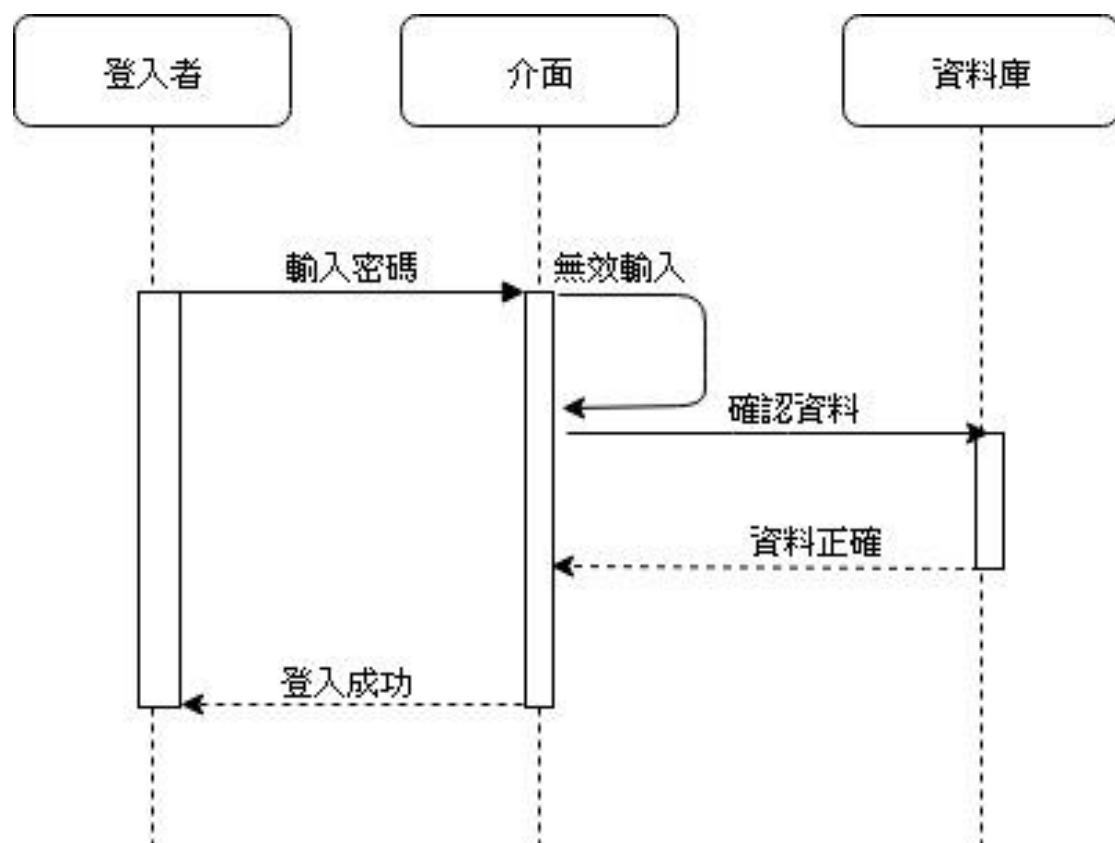 登入者
介面
資料庫
輸入密碼
無效輸入
確認資料
資料正確
登入成功